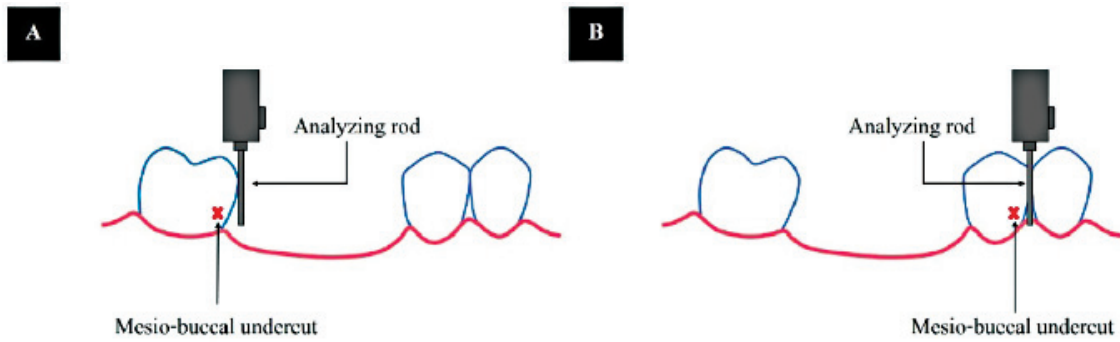 A
B
Analyzing rod
Analyzing rod
Mesio-buccal undercut
Mesio-buccal undercut